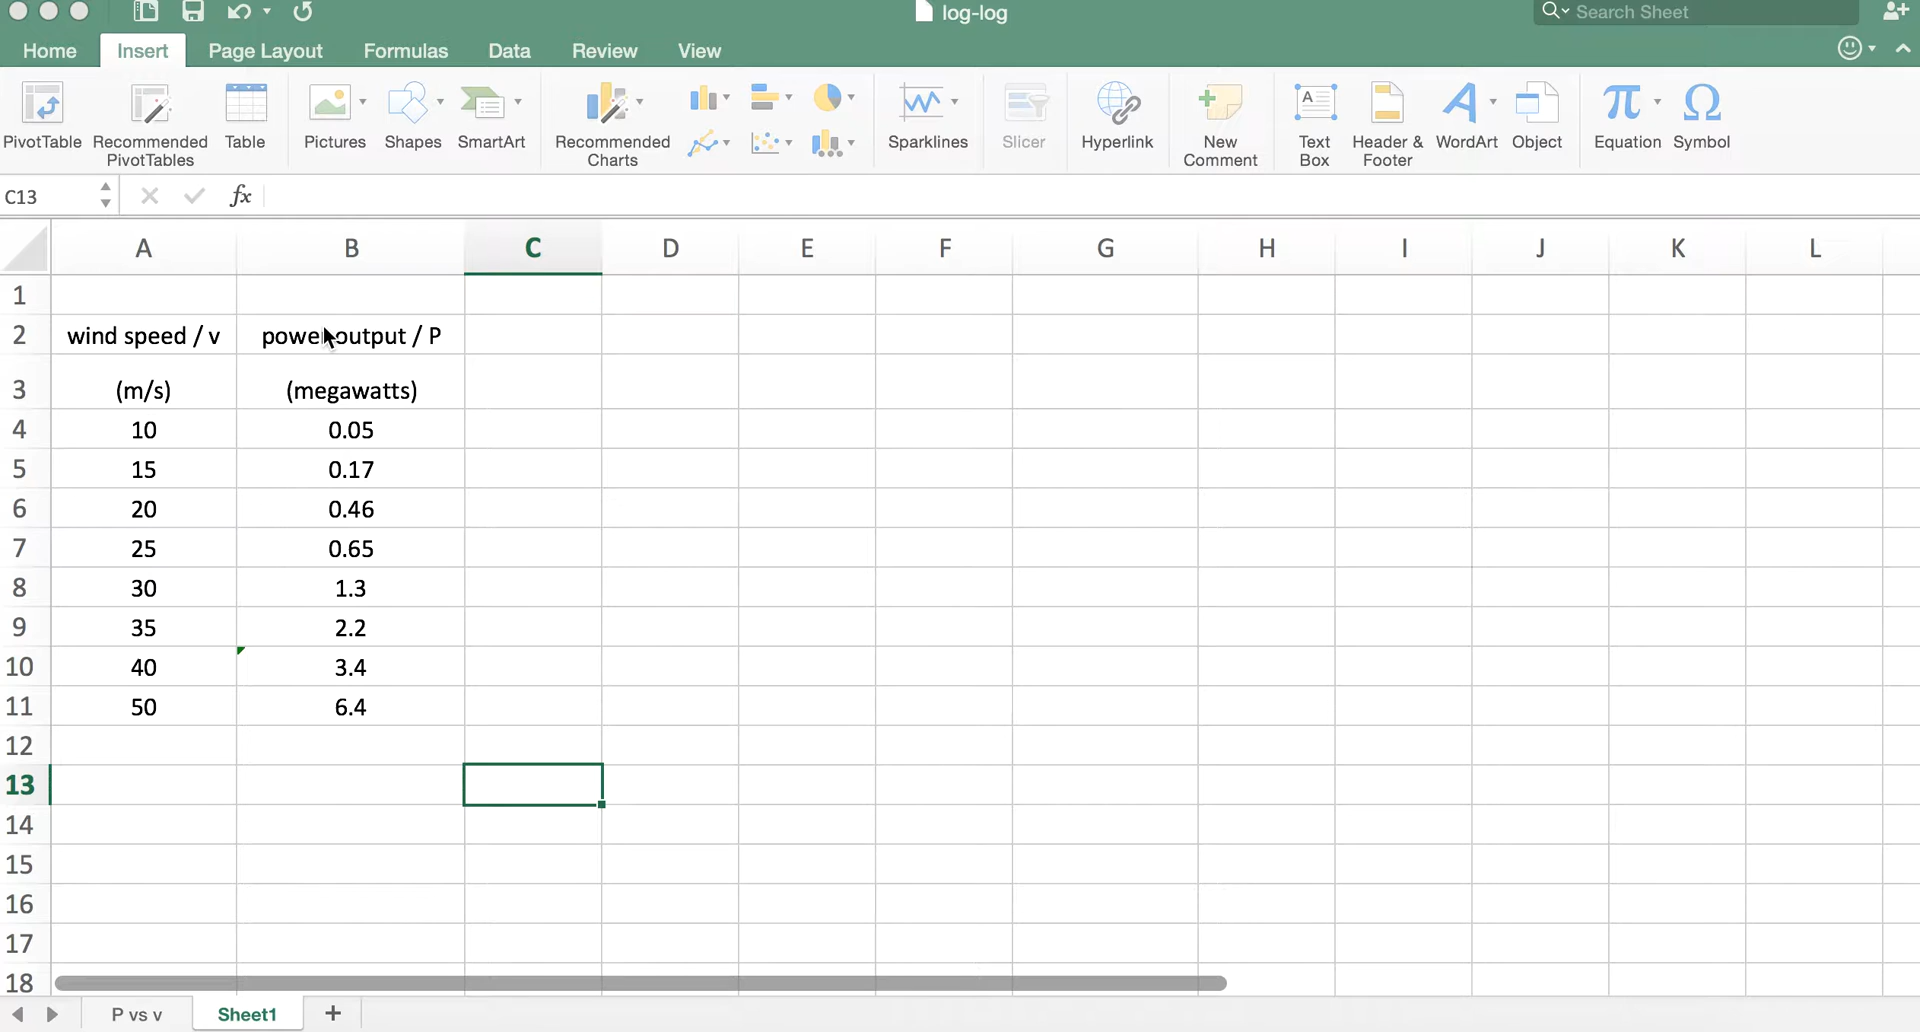 log-log
Search Sheet
Home Insert Page Layout Formulas Data Review View
PivotTable Recommended PivotTables Table Pictures Shapes SmartArt Recommended Charts Sparklines Slicer Hyperlink New Comment Text Box Header & Footer WordArt Object Equation Symbol
C13 fx
A B C D E F G H I J K L
1
2 wind speed / v power output / P
3 (m/s) (megawatts)
4 10 0.05
5 15 0.17
6 20 0.46
7 25 0.65
8 30 1.3
9 35 2.2
10 40 3.4
11 50 6.4
12
13
14
15
16
17
18
P vs v Sheet1 +